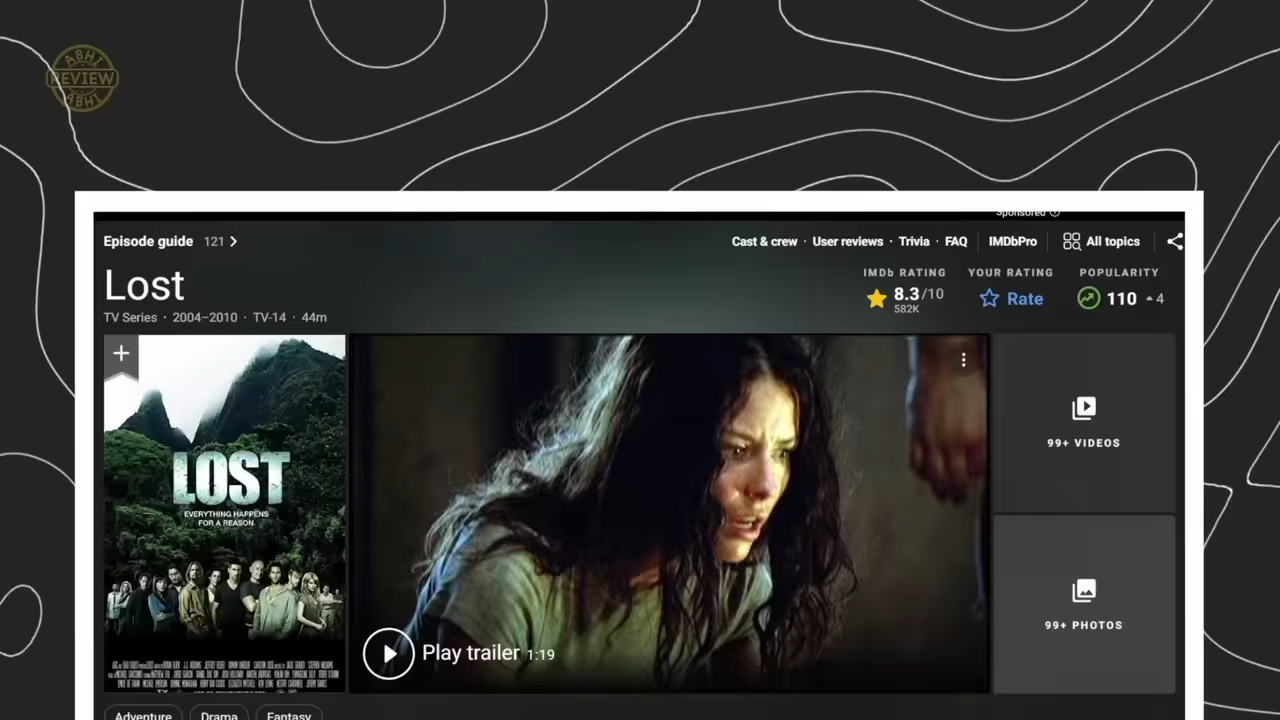 ABHI
REVIEW
ABHI
Sponsored
Episode guide 121
Cast & crew · User reviews · Trivia · FAQ
IMDbPro
All topics
Lost
TV Series · 2004–2010 · TV-14 · 44m
IMDb RATING
8.3/10
582K
YOUR RATING
Rate
POPULARITY
110 4
LOST
EVERYTHING HAPPENS
FOR A REASON.
Play trailer 1:19
99+ VIDEOS
99+ PHOTOS
Adventure
Drama
Fantasy